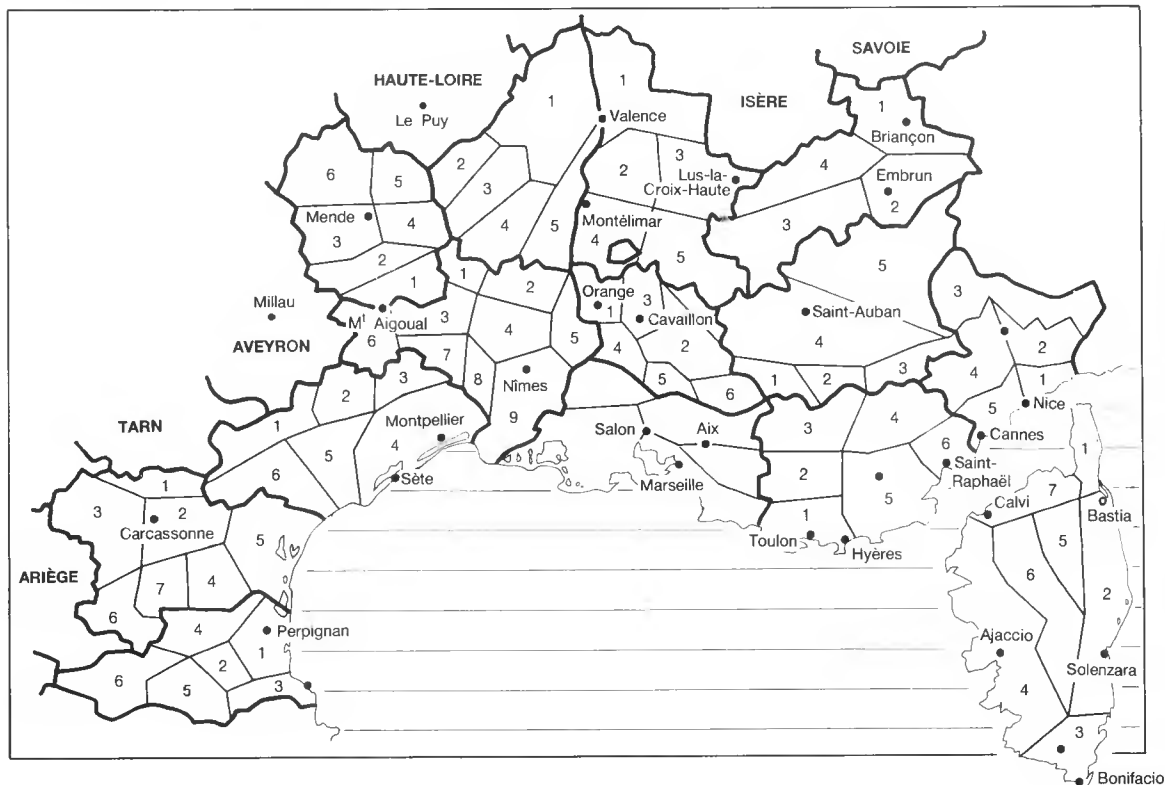 SAVOIE
HAUTE-LOIRE
Le Puy
1
1
ISÈRE
1
Briançon
Valence
6
5
2
3
2
3
Lus-la-
Croix-Haute
4
Embrun
2
Mende
4
3
4
5
Montélimar
4
5
3
2
1
1
2
Orange
1
3
Cavaillon
5
Saint-Auban
3
Millau
Mt Aigoual
AVEYRON
6
3
4
5
4
2
4
4
2
7
8
Nîmes
5
6
1
2
3
1
Nice
2
3
9
5
Cannes
TARN
1
Montpellier
4
5
6
Sète
Salon
Aix
Marseille
3
4
6
Saint-
Raphaël
1
2
5
1
3
2
Carcassonne
5
1
Toulon
Hyères
Calvi
7
Bastia
5
ARIÈGE
6
7
4
6
2
4
Perpignan
1
2
6
5
3
Ajaccio
Solenzara
4
3
Bonifacio